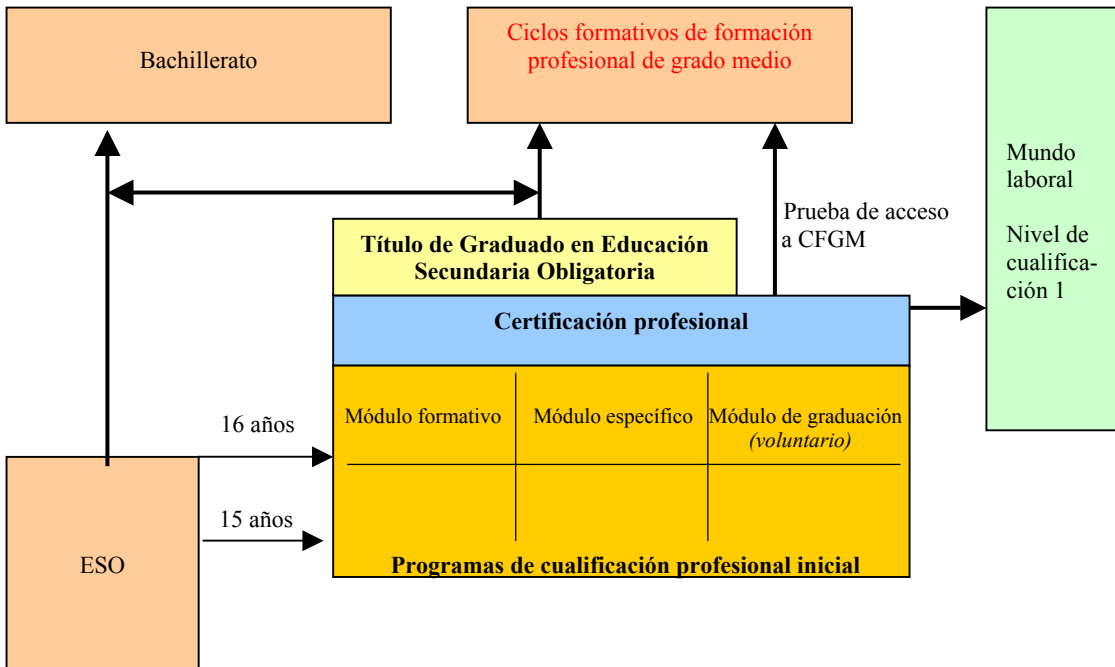 Bachillerato
Ciclos formativos de formación
profesional de grado medio
Mundo
laboral
Nivel de
cualifica-
ción 1
Prueba de acceso
a CFGM
Título de Graduado en Educación
Secundaria Obligatoria
Certificación profesional
Módulo formativo
Módulo específico
Módulo de graduación
(voluntario)
16 años
15 años
ESO
Programas de cualificación profesional inicial